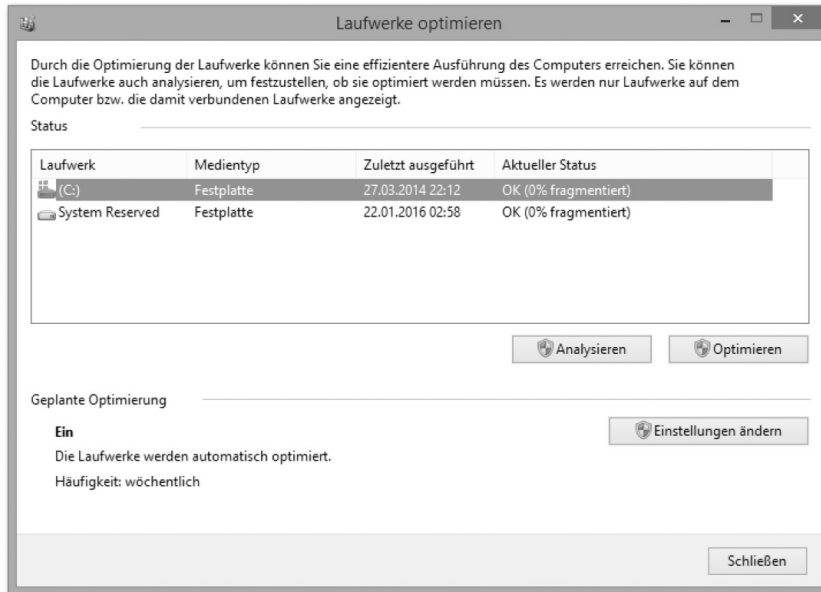 Laufwerke optimieren
Durch die Optimierung der Laufwerke können Sie eine effizientere Ausführung des Computers erreichen. Sie können
die Laufwerke auch analysieren, um festzustellen, ob sie optimiert werden müssen. Es werden nur Laufwerke auf dem
Computer bzw. die damit verbundenen Laufwerke angezeigt.
Status
Laufwerk Medientyp Zuletzt ausgeführt Aktueller Status
(C:) Festplatte 27.03.2014 22:12 OK (0% fragmentiert)
System Reserved Festplatte 22.01.2016 02:58 OK (0% fragmentiert)
Analysieren Optimieren
Geplante Optimierung
Ein Einstellungen ändern
Die Laufwerke werden automatisch optimiert.
Häufigkeit: wöchentlich
Schließen